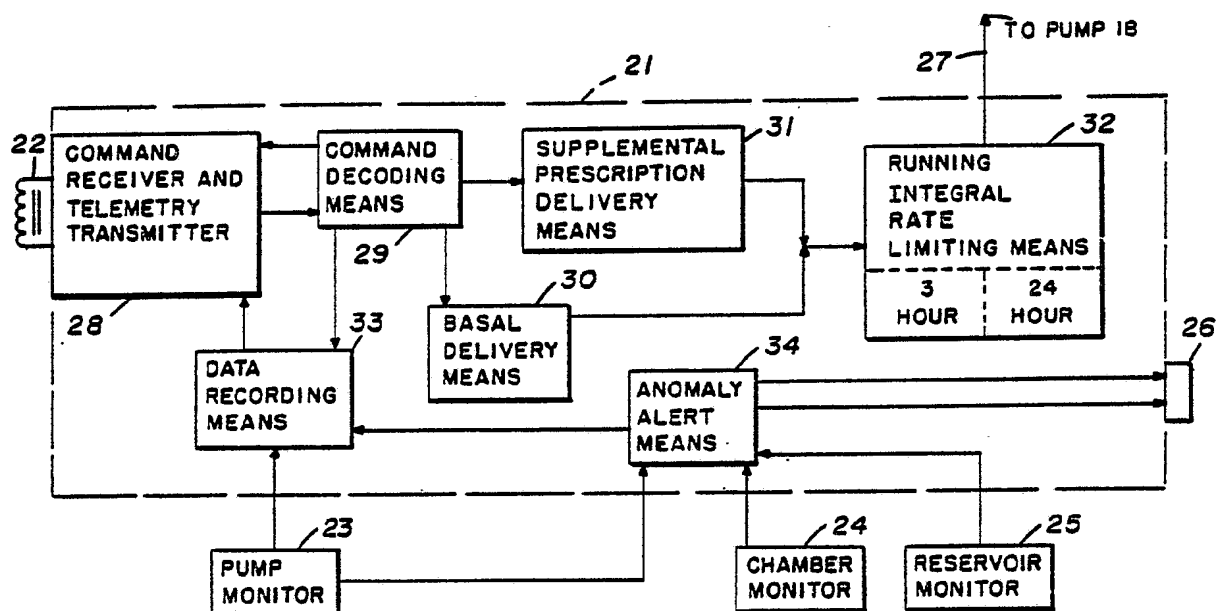 TO PUMP 18
27
21
22
COMMAND
RECEIVER AND
TELEMETRY
TRANSMITTER
28
COMMAND
DECODING
MEANS
29
31
SUPPLEMENTAL
PRESCRIPTION
DELIVERY
MEANS
32
RUNNING
INTEGRAL
RATE
LIMITING MEANS
3
HOUR
24
HOUR
30
BASAL
DELIVERY
MEANS
33
DATA
RECORDING
MEANS
34
ANOMALY
ALERT
MEANS
26
23
PUMP
MONITOR
24
CHAMBER
MONITOR
25
RESERVOIR
MONITOR